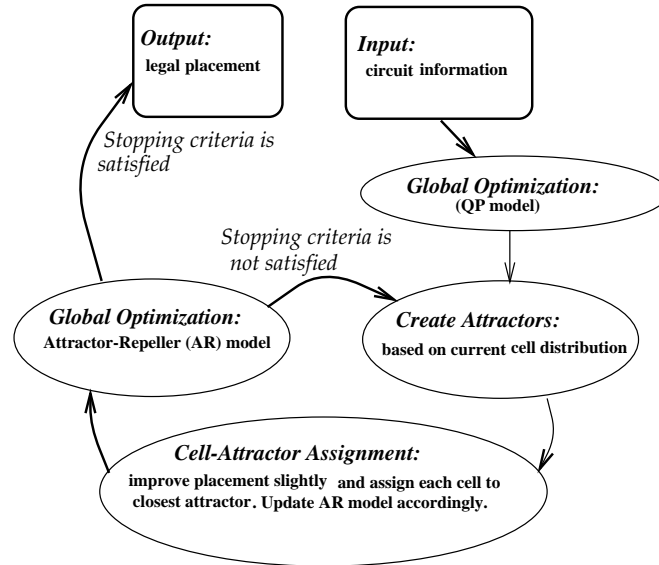 Output:
legal placement
Input:
circuit information
Stopping criteria is
satisfied
Global Optimization:
(QP model)
Stopping criteria is
not satisfied
Global Optimization:
Attractor-Repeller (AR) model
Create Attractors:
based on current cell distribution
Cell-Attractor Assignment:
improve placement slightly and assign each cell to
closest attractor. Update AR model accordingly.